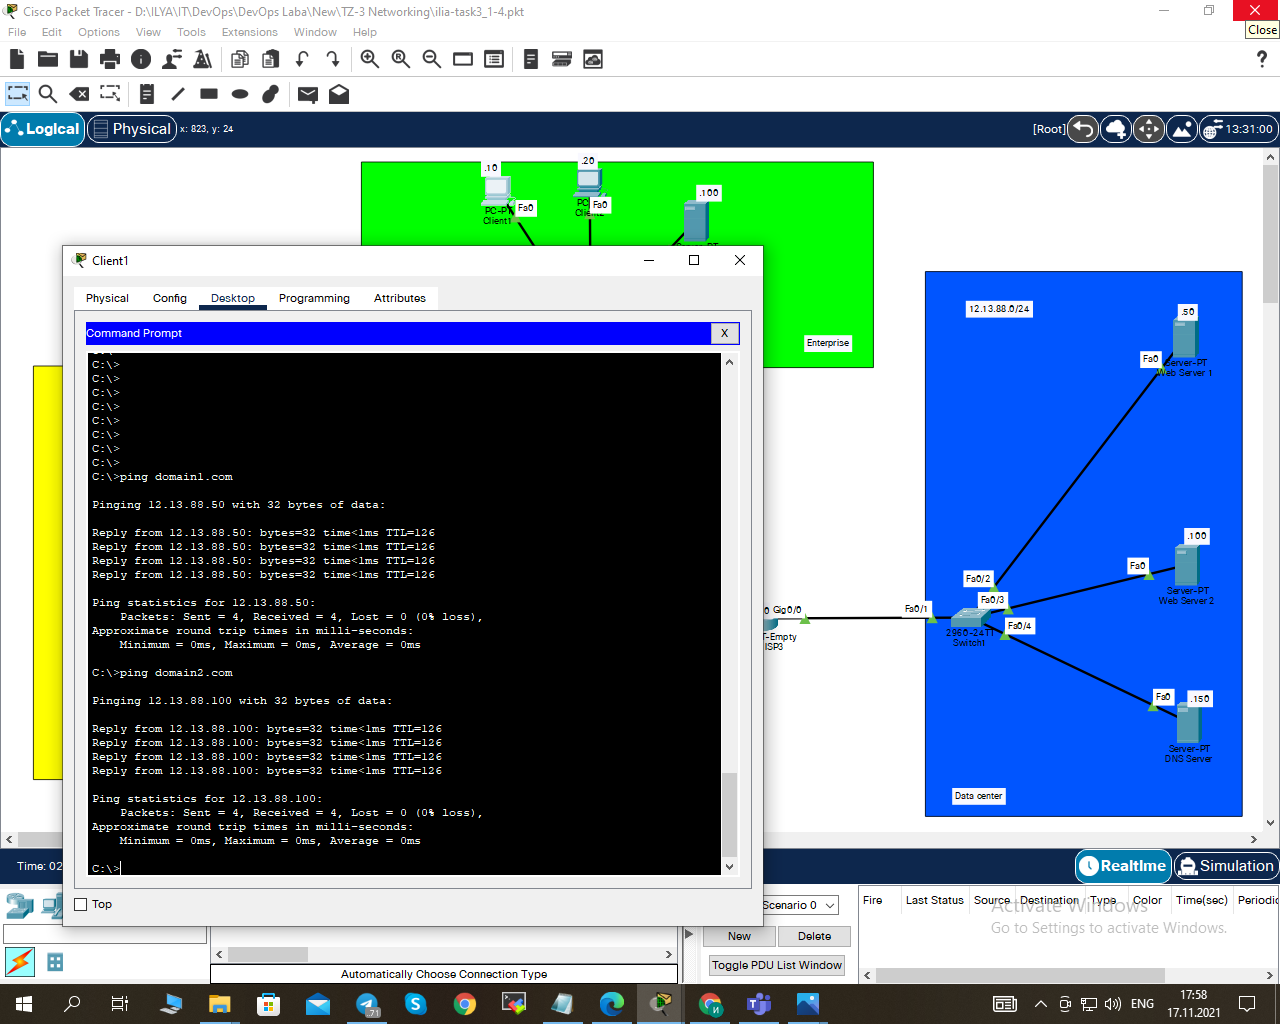 Cisco Packet Tracer - D:\ILYA\IT\DevOps\DevOps Laba\New\TZ-3 Networking\ilia-task3_1-4.pkt
Close
File Edit Options View Tools Extensions Window Help
Logical Physical x: 823, y: 24 [Root] 13:31:00
.10 .20 .100
PC-PT Fa0 Fa0
Client1
Enterprise
Client1
Physical Config Desktop Programming Attributes
Command Prompt X
C:\>
C:\>
C:\>
C:\>
C:\>
C:\>
C:\>
C:\>
C:\>ping domain1.com
Pinging 12.13.88.50 with 32 bytes of data:
Reply from 12.13.88.50: bytes=32 time<1ms TTL=126
Reply from 12.13.88.50: bytes=32 time<1ms TTL=126
Reply from 12.13.88.50: bytes=32 time<1ms TTL=126
Reply from 12.13.88.50: bytes=32 time<1ms TTL=126
Ping statistics for 12.13.88.50:
Packets: Sent = 4, Received = 4, Lost = 0 (0% loss),
Approximate round trip times in milli-seconds:
Minimum = 0ms, Maximum = 0ms, Average = 0ms
C:\>ping domain2.com
Pinging 12.13.88.100 with 32 bytes of data:
Reply from 12.13.88.100: bytes=32 time<1ms TTL=126
Reply from 12.13.88.100: bytes=32 time<1ms TTL=126
Reply from 12.13.88.100: bytes=32 time<1ms TTL=126
Reply from 12.13.88.100: bytes=32 time<1ms TTL=126
Ping statistics for 12.13.88.100:
Packets: Sent = 4, Received = 4, Lost = 0 (0% loss),
Approximate round trip times in milli-seconds:
Minimum = 0ms, Maximum = 0ms, Average = 0ms
C:\>
Top
12.13.88.0/24
.50
Fa0
Server-PT
Web Server 1
.100
Fa0
Server-PT
Web Server 2
Fa0/2
Fa0/3
Fa0/4
0 Gig0/0 Fa0/1
T-Empty
ISP3
2960-24TT
Switch1
Fa0 .150
Server-PT
DNS Server
Data center
Time: 02 Realtime Simulation
Scenario 0
New Delete
Toggle PDU List Window
Fire Last Status Source Destination Type Color Time(sec) Periodic
Activate Windows
Go to Settings to activate Windows.
Automatically Choose Connection Type
.71
ENG
17:58
17.11.2021